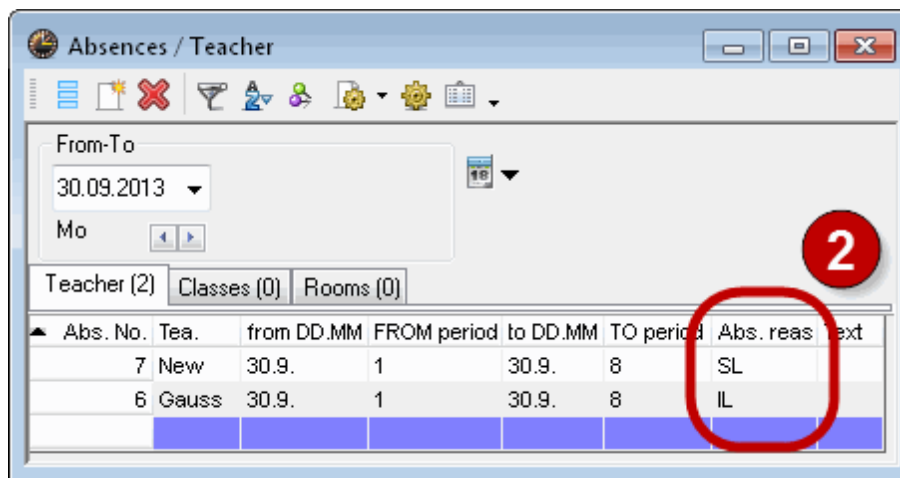 Absences / Teacher
From-To
18
30.09.2013
Mo
2
Teacher (2) Classes (0) Rooms (0)
Abs. No. Tea. from DD.MM FROM period to DD.MM TO period Abs. reas Text
7 New 30.9. 1 30.9. 8 SL
6 Gauss 30.9. 1 30.9. 8 IL